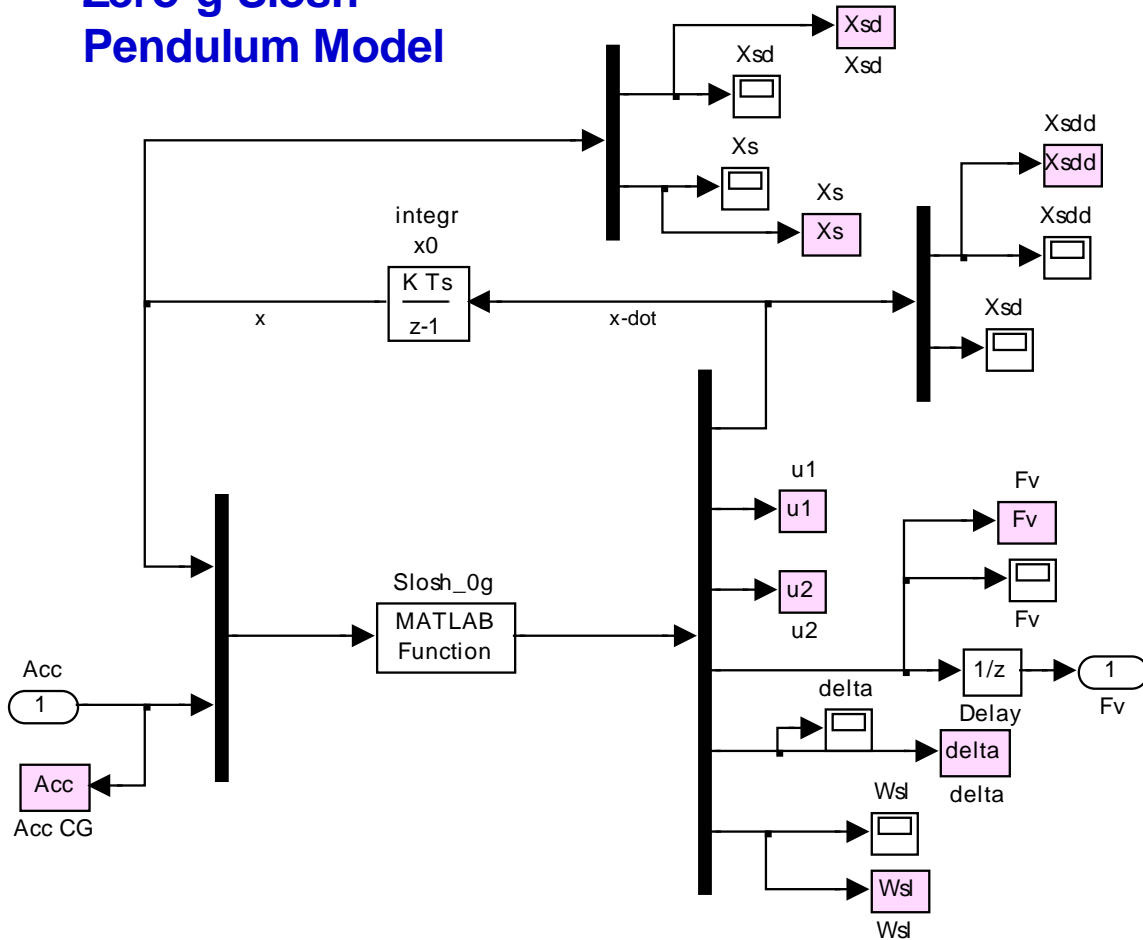 Zero-g Slosh
Pendulum Model
Xsd
Xsd
Xsd
Xs
Xs
Xs
Xsdd
Xsdd
Xsdd
Xsd
integr
x0
K Ts
z-1
x
x-dot
u1
u1
u2
u2
Fv
Fv
Fv
Slosh_0g
MATLAB
Function
Acc
1
Acc
Acc CG
delta
1/z
Delay
1
Fv
delta
delta
Wsl
Wsl
Wsl